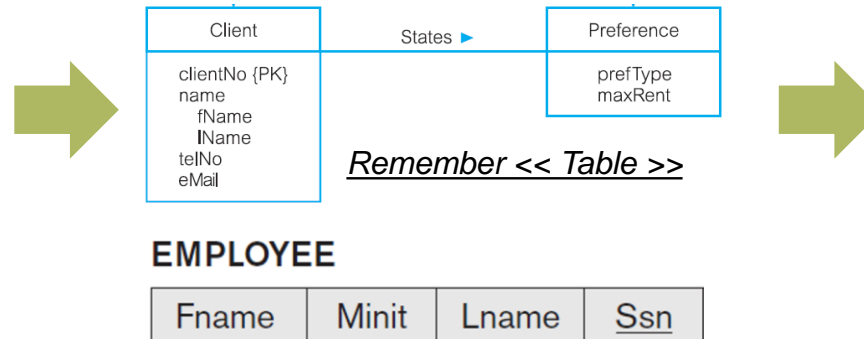 Client
States ►
Preference
clientNo {PK}
name
fName
lName
telNo
eMail
prefType
maxRent
Remember << Table >>
EMPLOYEE
Fname Minit Lname Ssn